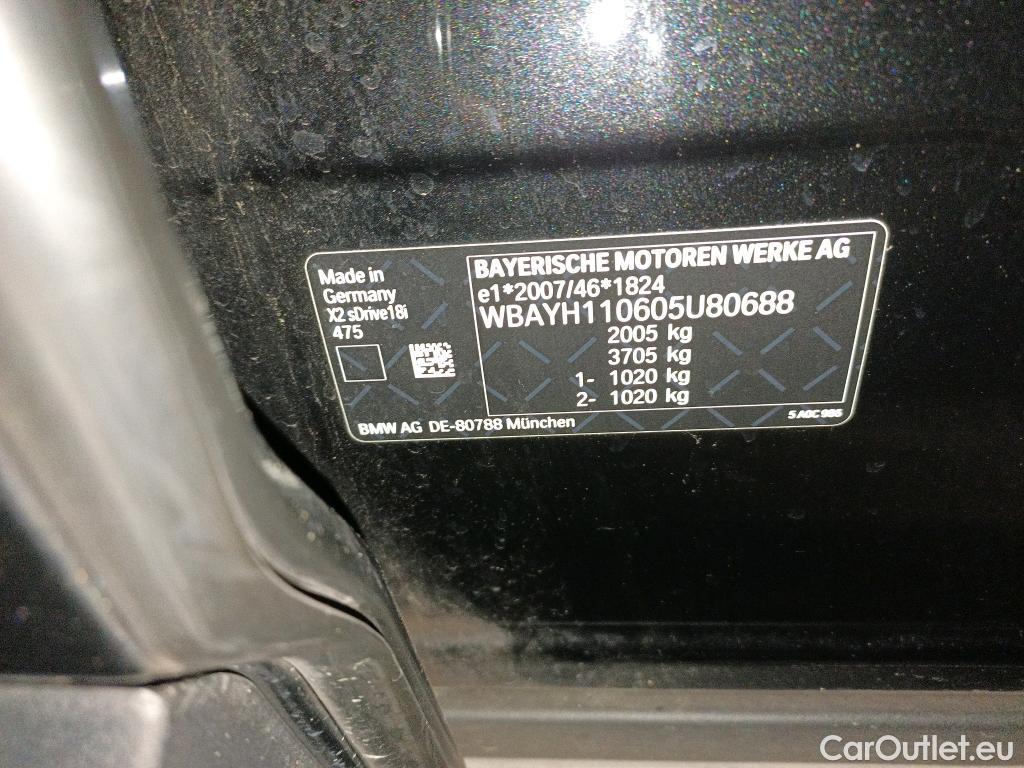 Made in
Germany
X2 sDrive18i
475
BAYERISCHE MOTOREN WERKE AG
e1*2007/46*1824
WBAYH110605U80688
2005 kg
3705 kg
1- 1020 kg
2- 1020 kg
BMW AG DE-80788 München
5 A0C 986
CarOutlet.eu